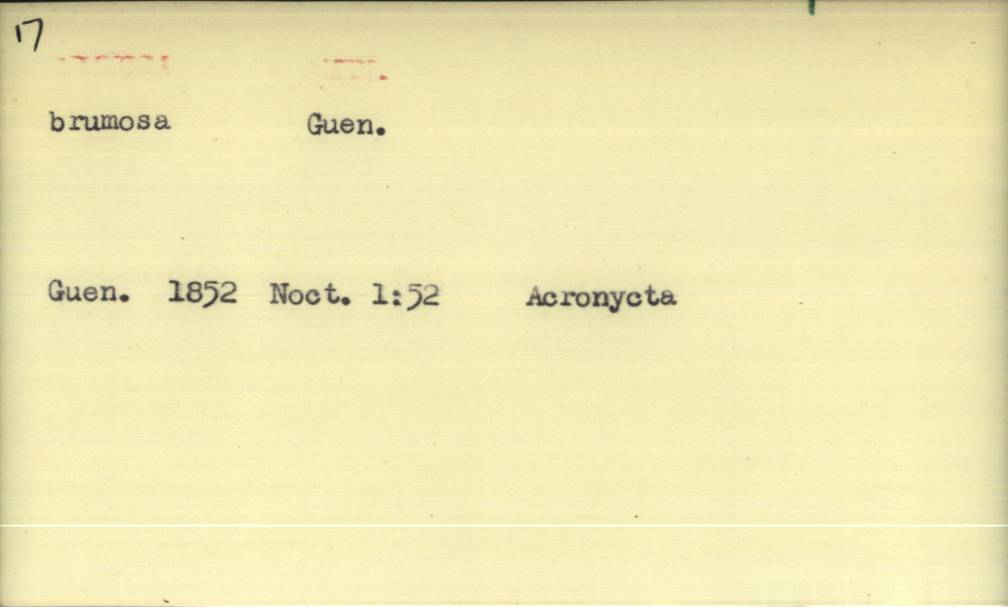 17
brumosa Guen.
Guen. 1852 Noct. 1:52 Acronycta